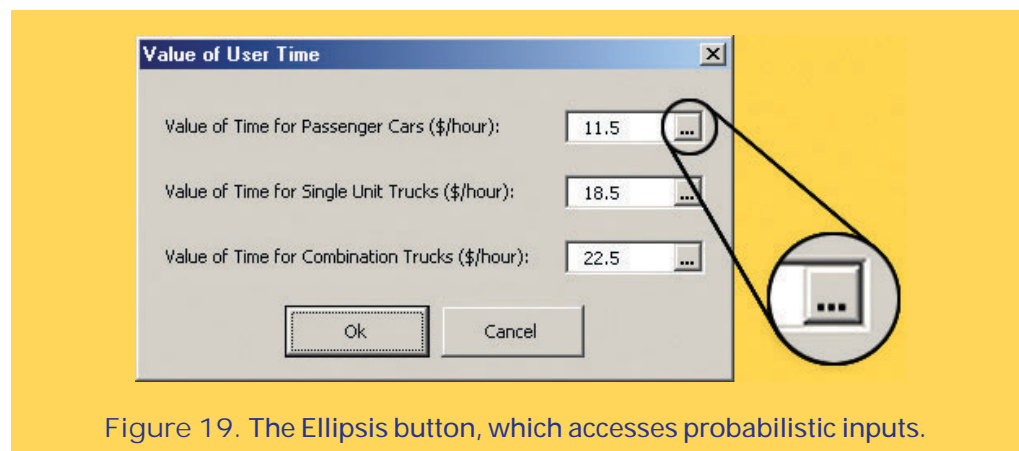 Value of User Time
Value of Time for Passenger Cars ($/hour): 11.5 ...
Value of Time for Single Unit Trucks ($/hour): 18.5 ...
Value of Time for Combination Trucks ($/hour): 22.5 ...
...
Ok Cancel
Figure 19. The Ellipsis button, which accesses probabilistic inputs.